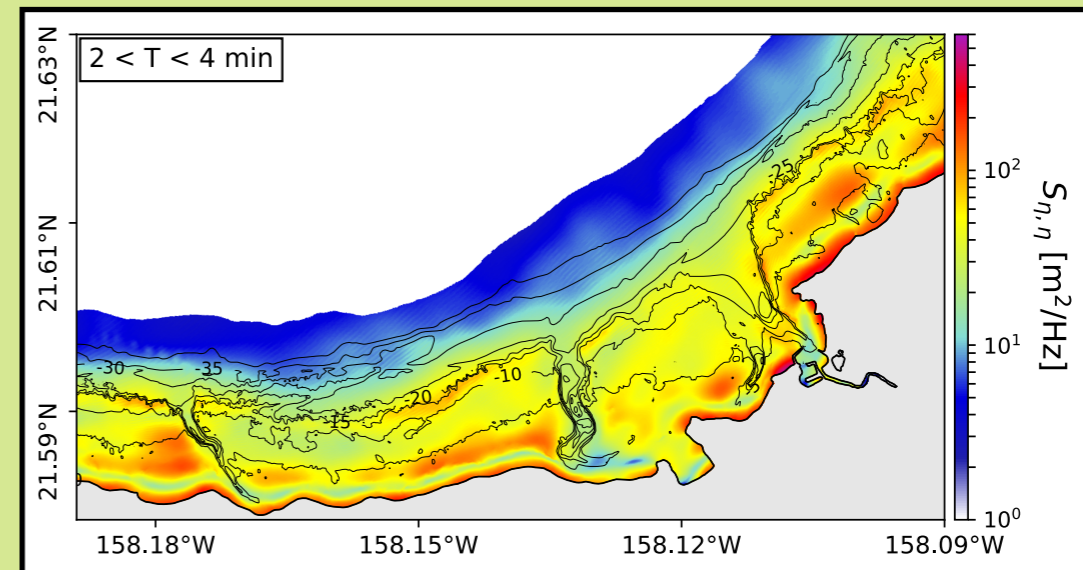 2 < T < 4 min
21.63°N
21.61°N
21.59°N
-25
-30
-35
-10
-20
-15
158.18°W
158.15°W
158.12°W
158.09°W
10²
10¹
10⁰
Sη, η [m²/Hz]